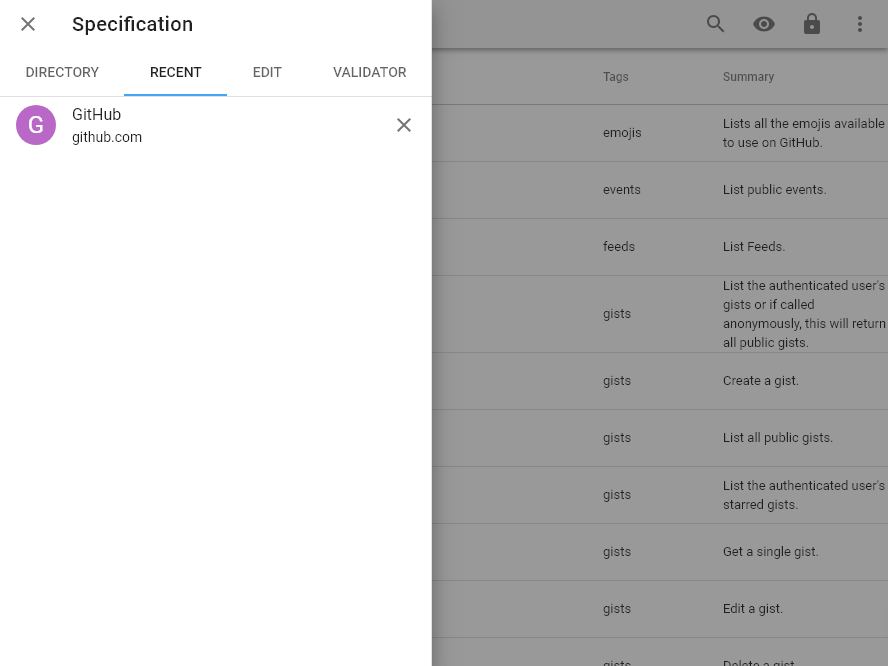 Specification
DIRECTORY RECENT EDIT VALIDATOR
G
GitHub
github.com
Tags Summary
emojis
Lists all the emojis available
to use on GitHub.
events
List public events.
feeds
List Feeds.
gists
List the authenticated user's
gists or if called
anonymously, this will return
all public gists.
gists
Create a gist.
gists
List all public gists.
gists
List the authenticated user's
starred gists.
gists
Get a single gist.
gists
Edit a gist.
gists
Delete a gist.